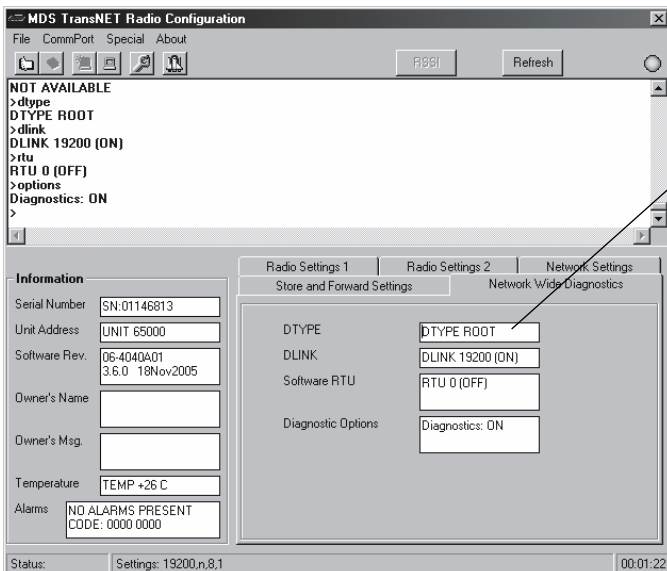 MDS TransNET Radio Configuration
File CommPort Special About
RSSI Refresh
NOT AVAILABLE
>dtype
DTYPE ROOT
>dlink
DLINK 19200 (ON)
>rtu
RTU 0 (OFF)
>options
Diagnostics: ON
>
Information
Serial Number SN:01146813
Unit Address UNIT 65000
Software Rev. 06-4040A01
3.6.0 18Nov2005
Owner's Name
Owner's Msg.
Temperature TEMP +26 C
Alarms NO ALARMS PRESENT
CODE: 0000 0000
Radio Settings 1 Radio Settings 2 Network Settings
Store and Forward Settings Network Wide Diagnostics
DTYPE DTYPE ROOT
DLINK DLINK 19200 (ON)
Software RTU RTU 0 (OFF)
Diagnostic Options Diagnostics: ON
Status: Settings: 19200,n,8,1 00:01:22